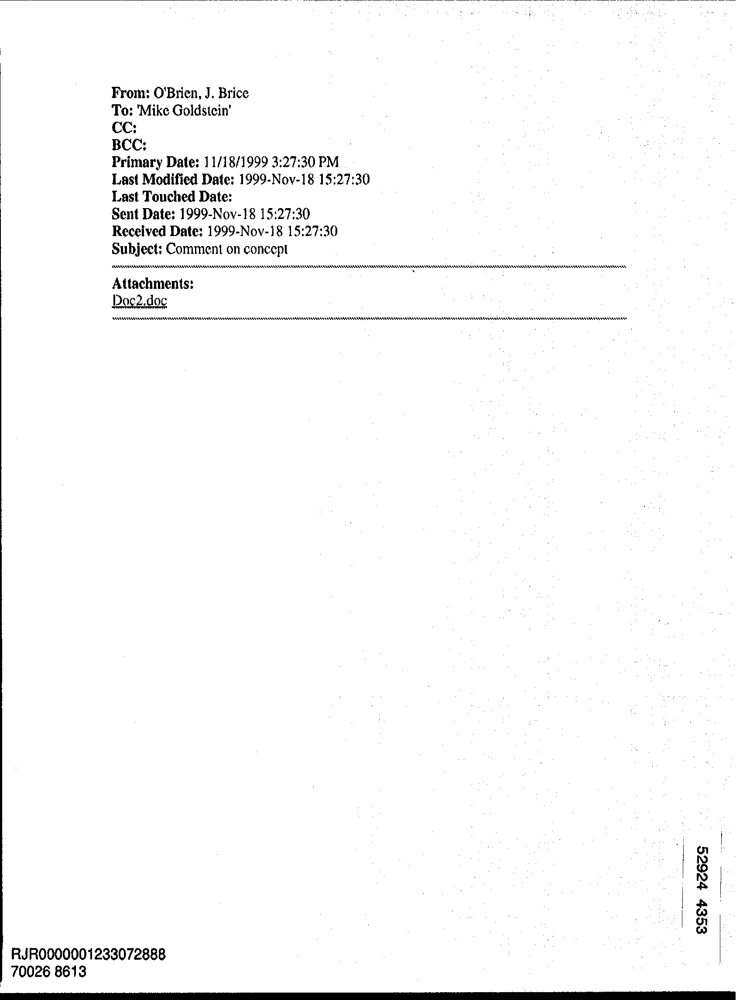 From: O'Brien, J. Brice
To: 'Mike Goldstein'
CC:
BCC:
Primary Date: 11/18/1999 3:27:30 PM
Last Modified Date: 1999-Nov-18 15:27:30
Last Touched Date:
Sent Date: 1999-Nov-18 15:27:30
Received Date: 1999-Nov-18 15:27:30
Subject: Comment on concept
Attachments:
Doc2.doc
52924 4353
RJR0000001233072888
70026 8613